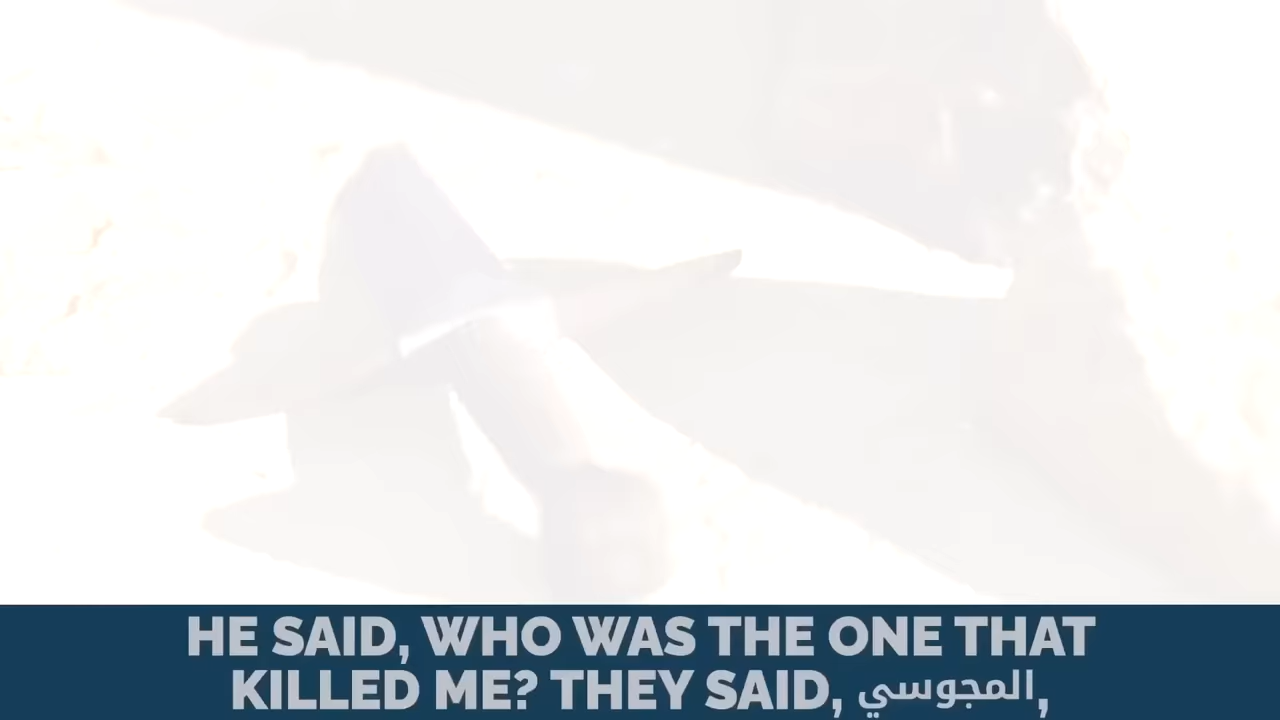 HE SAID, WHO WAS THE ONE THAT
KILLED ME? THEY SAID, المجوسي,